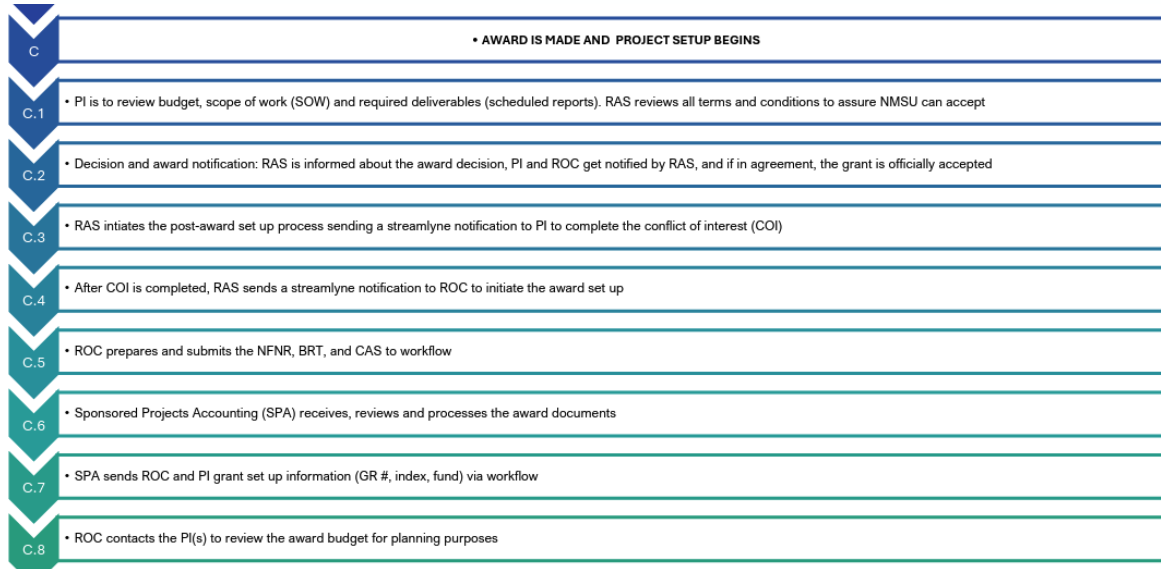 C
• AWARD IS MADE AND PROJECT SETUP BEGINS
C.1
• PI is to review budget, scope of work (SOW) and required deliverables (scheduled reports). RAS reviews all terms and conditions to assure NMSU can accept
C.2
• Decision and award notification: RAS is informed about the award decision, PI and ROC get notified by RAS, and if in agreement, the grant is officially accepted
C.3
• RAS intiates the post-award set up process sending a streamlyne notification to PI to complete the conflict of interest (COI)
C.4
• After COI is completed, RAS sends a streamlyne notification to ROC to initiate the award set up
C.5
• ROC prepares and submits the NFNR, BRT, and CAS to workflow
C.6
• Sponsored Projects Accounting (SPA) receives, reviews and processes the award documents
C.7
• SPA sends ROC and PI grant set up information (GR #, index, fund) via workflow
C.8
• ROC contacts the PI(s) to review the award budget for planning purposes